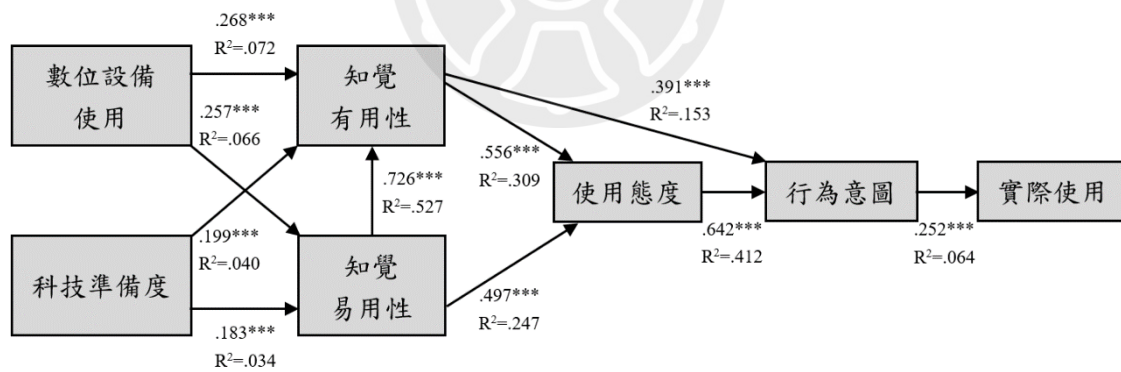 .268***
R²=.072
數位設備
使用
知覺
有用性
.257***
R²=.066
.391***
R²=.153
.556***
R²=.309
.726***
R²=.527
使用態度
行為意圖
實際使用
.642***
R²=.412
.252***
R²=.064
.199***
R²=.040
科技準備度
知覺
易用性
.497***
R²=.247
.183***
R²=.034